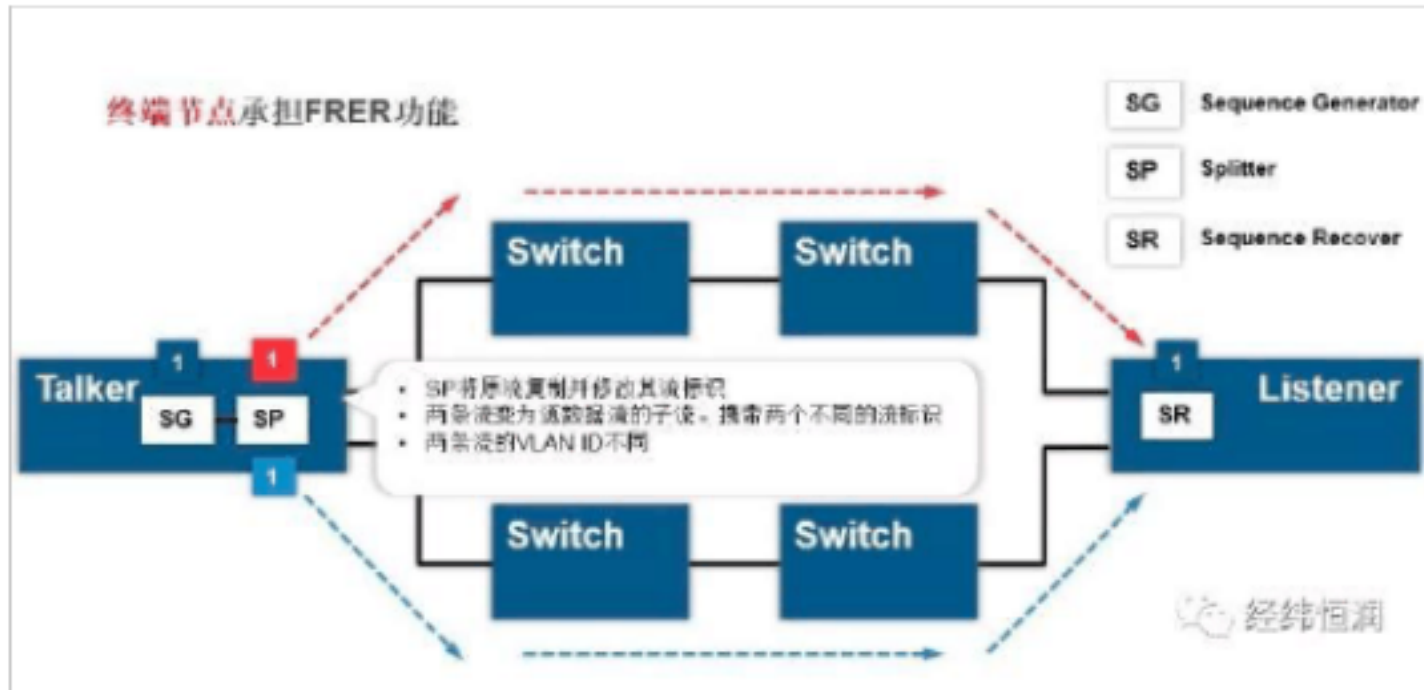 终端节点承担FRER功能
SG Sequence Generator
SP Splitter
SR Sequence Recover
Switch
Switch
1
1
1
Talker
SG
SP
1
• SP将原流复制并修改其流标识
• 两条流变为该数据流的子流。携带两个不同的流标识
• 两条流的VLAN ID不同
Listener
SR
Switch
Switch
经纬恒润